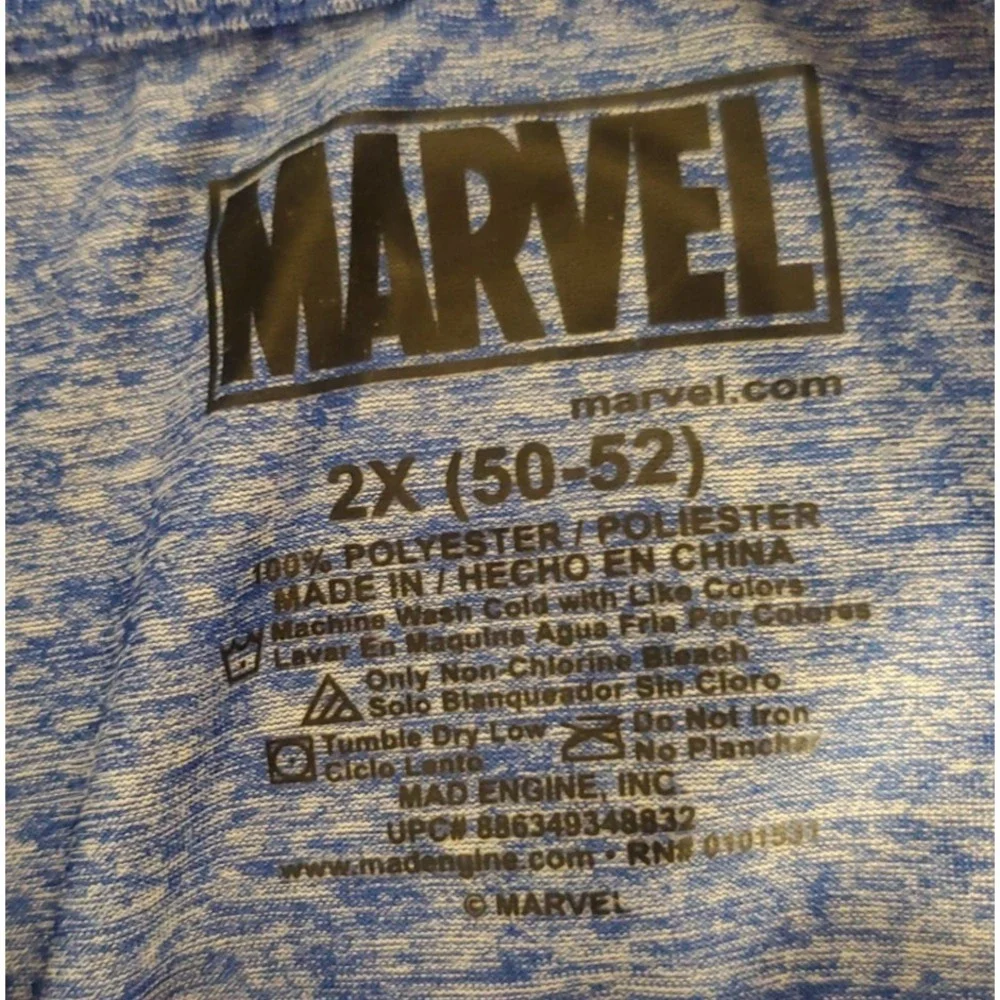 MARVEL
marvel.com
2X (50-52)
100% POLYESTER / POLIESTER
MADE IN / HECHO EN CHINA
Machine Wash Cold with Like Colors
Lavar En Maquina Agua Fria Por Colores
Only Non-Chlorine Bleach
Solo Blanqueador Sin Cloro
Tumble Dry Low
Ciclo Lento
Do Not Iron
No Planchar
MAD ENGINE, INC
UPC# 886349348832
www.madengine.com • RN#
© MARVEL